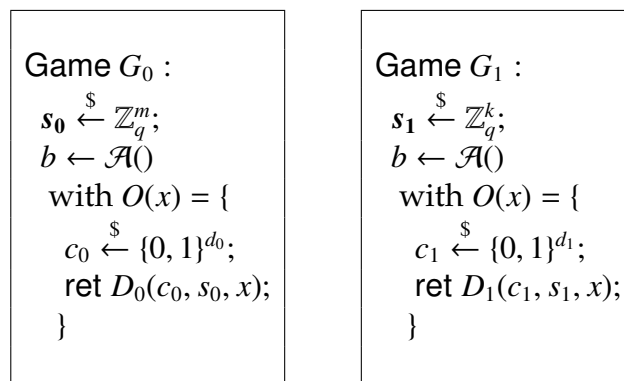 Game G₀ :
s₀ ←$ ℤ_q^m;
b ← 𝒜()
with O(x) = {
c₀ ←$ {0, 1}^{d₀};
ret D₀(c₀, s₀, x);
}
Game G₁ :
s₁ ←$ ℤ_q^k;
b ← 𝒜()
with O(x) = {
c₁ ←$ {0, 1}^{d₁};
ret D₁(c₁, s₁, x);
}